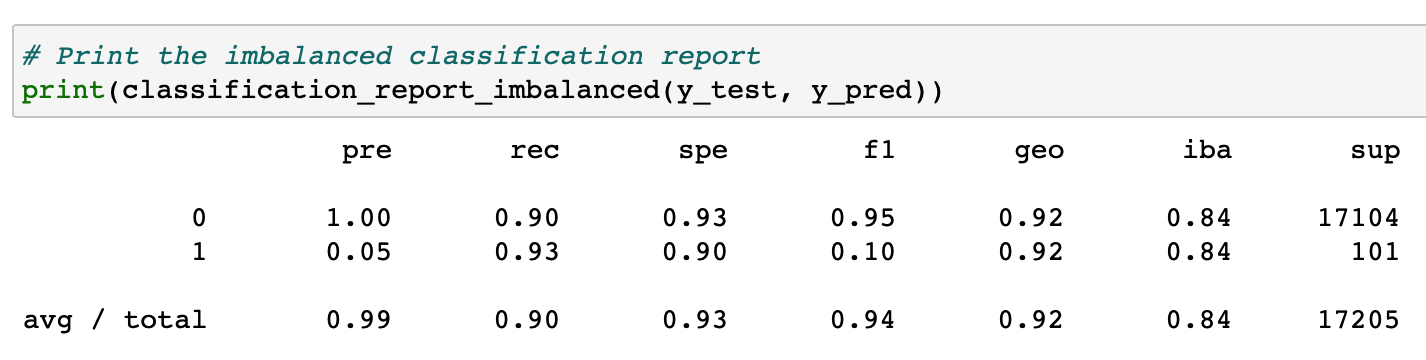 # Print the imbalanced classification report
print(classification_report_imbalanced(y_test, y_pred))
pre rec spe f1 geo iba sup
0 1.00 0.90 0.93 0.95 0.92 0.84 17104
1 0.05 0.93 0.90 0.10 0.92 0.84 101
avg / total 0.99 0.90 0.93 0.94 0.92 0.84 17205